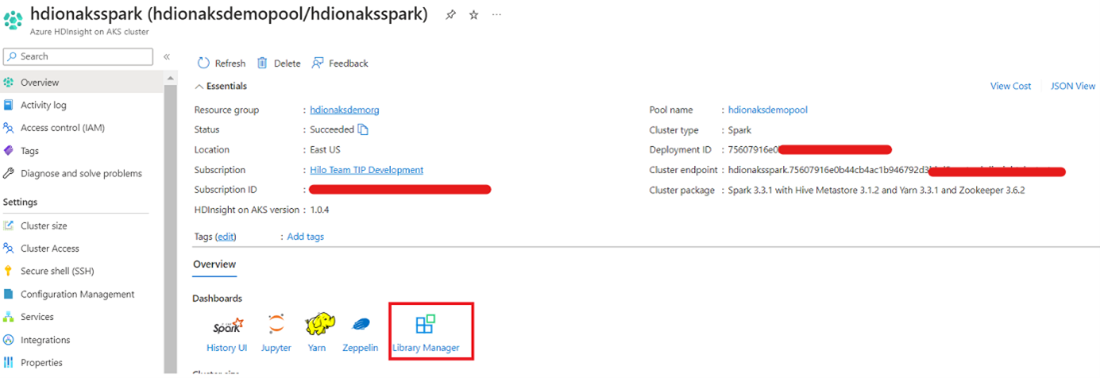 hdionaksspark (hdionaksdemopool/hdionaksspark)
Azure HDInsight on AKS cluster
Search
Overview
Activity log
Access control (IAM)
Tags
Diagnose and solve problems
Settings
Cluster size
Cluster Access
Secure shell (SSH)
Configuration Management
Services
Integrations
Properties
Refresh Delete Feedback
Essentials
View Cost JSON View
Resource group : hdionaksdemorg
Status : Succeeded
Location : East US
Subscription : Hilo Team TIP Development
Subscription ID :
HDInsight on AKS version : 1.0.4
Pool name : hdionaksdemopool
Cluster type : Spark
Deployment ID : 75607916e0
Cluster endpoint : hdionaksspark.75607916e0b44cb4ac1b946792d3
Cluster package : Spark 3.3.1 with Hive Metastore 3.1.2 and Yarn 3.3.1 and Zookeeper 3.6.2
Tags (edit) : Add tags
Overview
Dashboards
Spark
History UI Jupyter Yarn Zeppelin Library Manager
Cluster size